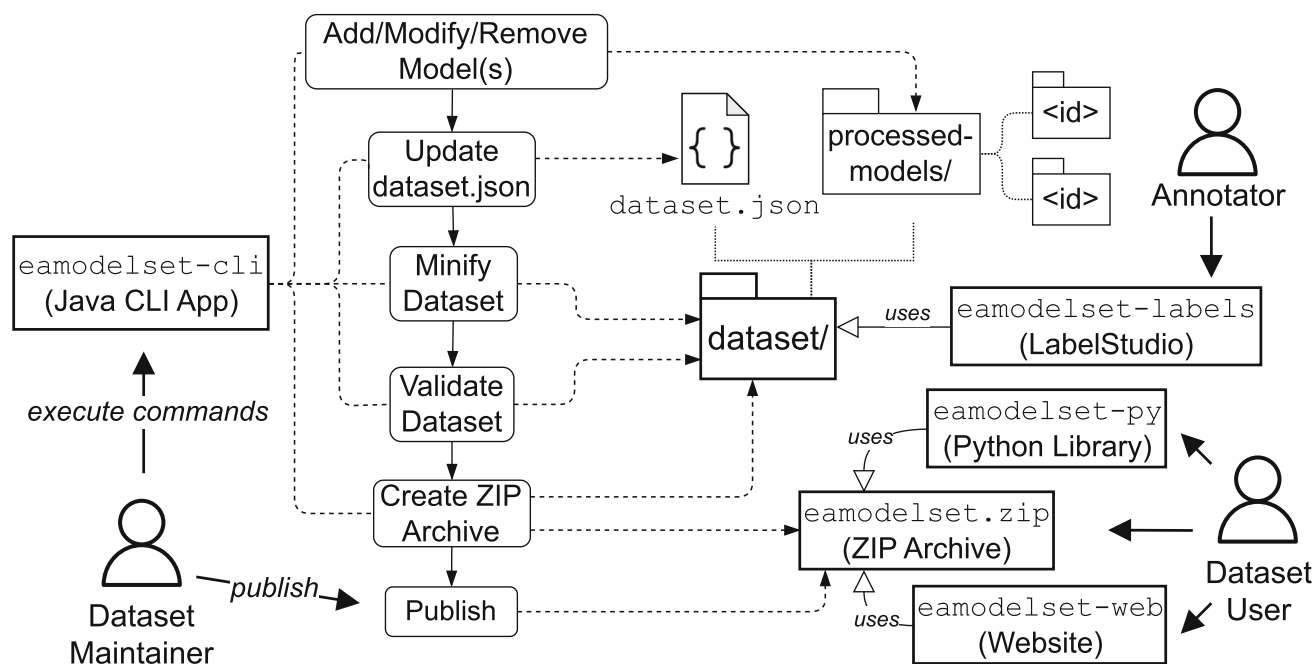 Add/Modify/Remove
Model(s)
Update
dataset.json
{ }
dataset.json
processed-
models/
<id>
<id>
Annotator
eamodelset-cli
(Java CLI App)
Minify
Dataset
dataset/
uses
eamodelset-labels
(LabelStudio)
execute commands
Validate
Dataset
uses
eamodelset-py
(Python Library)
Create ZIP
Archive
eamodelset.zip
(ZIP Archive)
publish
Publish
uses
eamodelset-web
(Website)
Dataset
Maintainer
Dataset
User